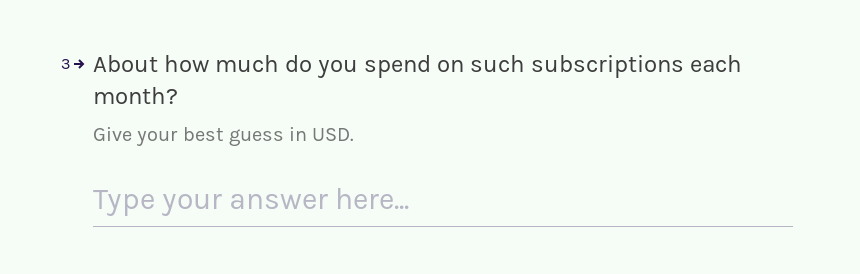 3→ About how much do you spend on such subscriptions each
month?
Give your best guess in USD.
Type your answer here...